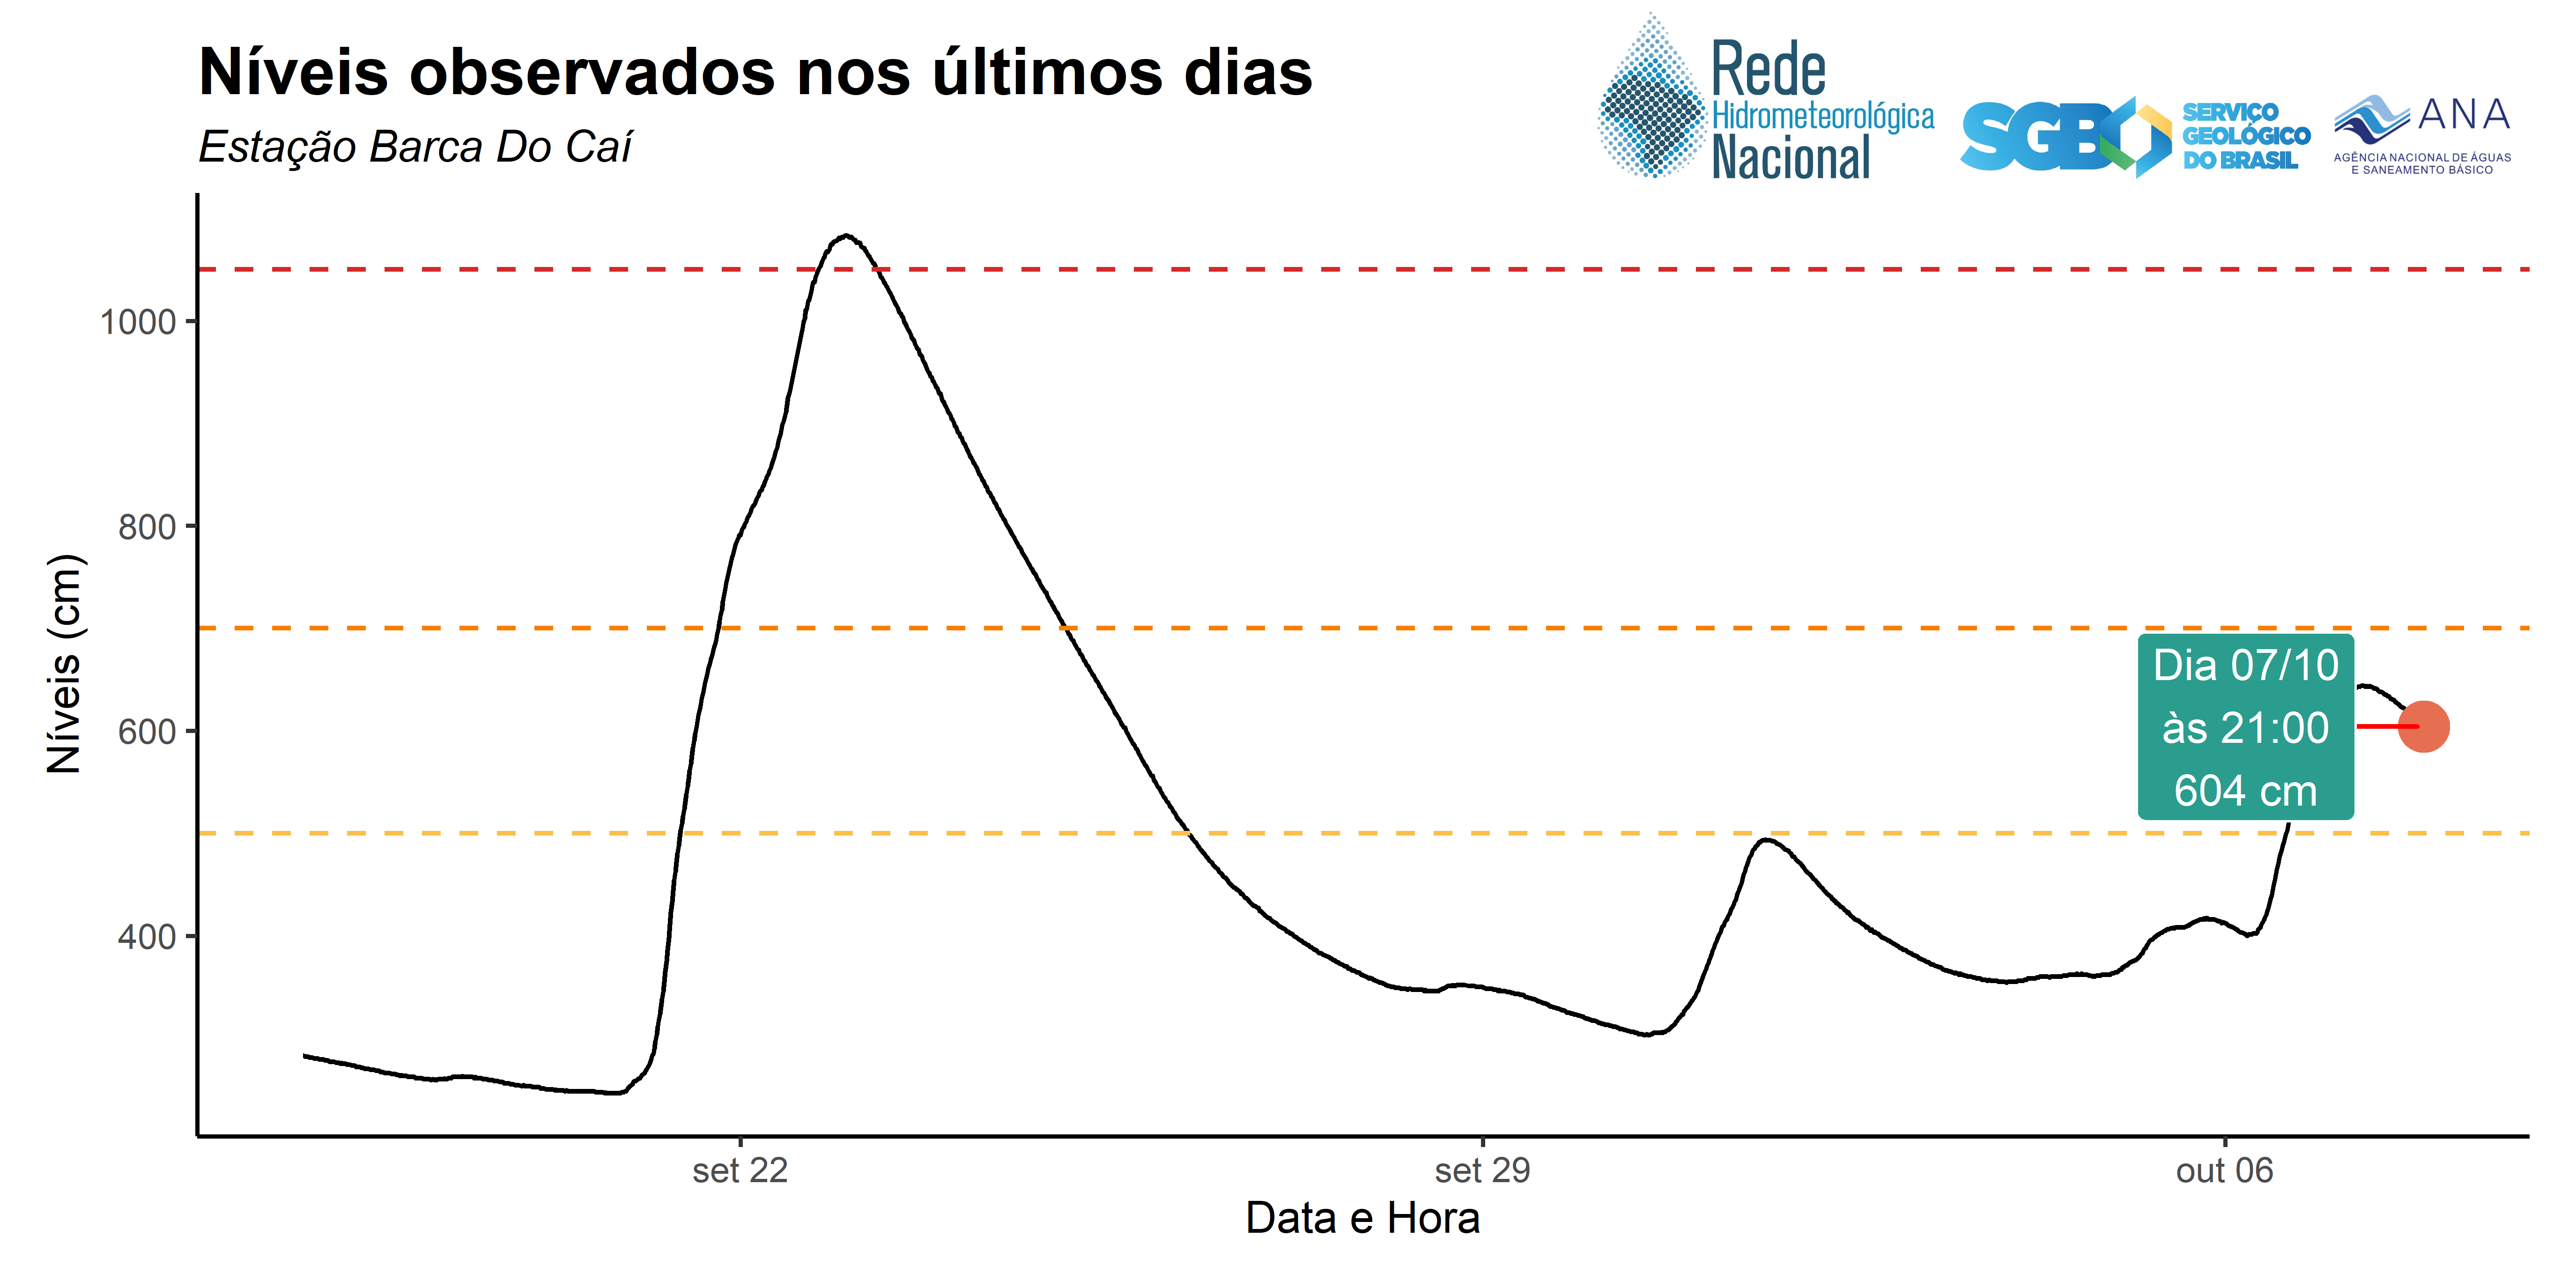 Níveis observados nos últimos dias
Estação Barca Do Caí
Rede
Hidrometeorológica
Nacional
SGB
SERVIÇO
GEOLÓGICO
DO BRASIL
ANA
AGÊNCIA NACIONAL DE ÁGUAS
E SANEAMENTO BÁSICO
Níveis (cm)
1000
800
600
400
Dia 07/10
às 21:00
604 cm
set 22
set 29
out 06
Data e Hora